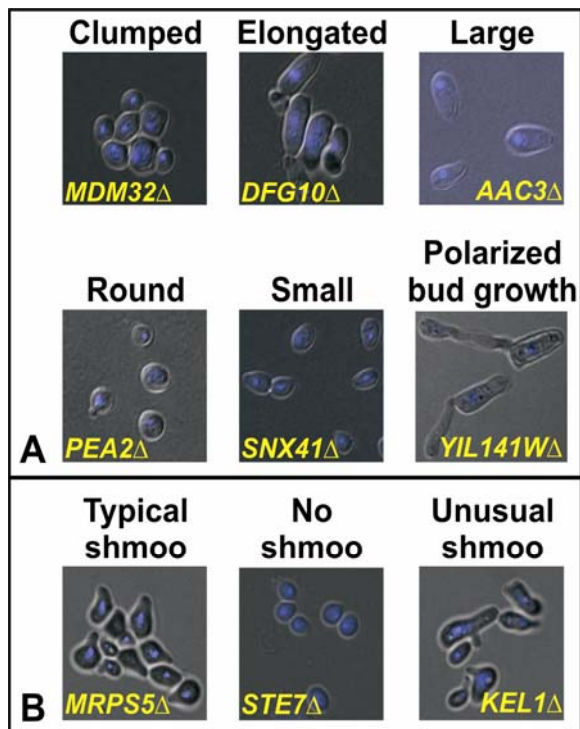 Clumped
Elongated
Large
MDM32Δ
DFG10Δ
AAC3Δ
Round
Small
Polarized
bud growth
PEA2Δ
SNX41Δ
YIL141WΔ
A
Typical
shmoo
No
shmoo
Unusual
shmoo
MRPS5Δ
STE7Δ
KEL1Δ
B